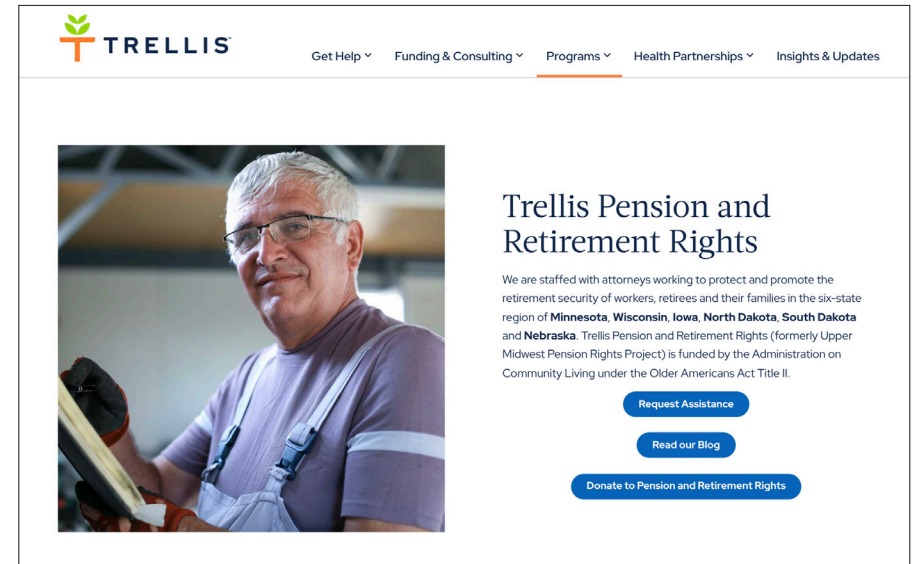 TRELLIS
Get Help Funding & Consulting Programs Health Partnerships Insights & Updates
Trellis Pension and
Retirement Rights
We are staffed with attorneys working to protect and promote the
retirement security of workers, retirees and their families in the six-state
region of Minnesota, Wisconsin, Iowa, North Dakota, South Dakota
and Nebraska. Trellis Pension and Retirement Rights (formerly Upper
Midwest Pension Rights Project) is funded by the Administration on
Community Living under the Older Americans Act Title II.
Request Assistance
Read our Blog
Donate to Pension and Retirement Rights